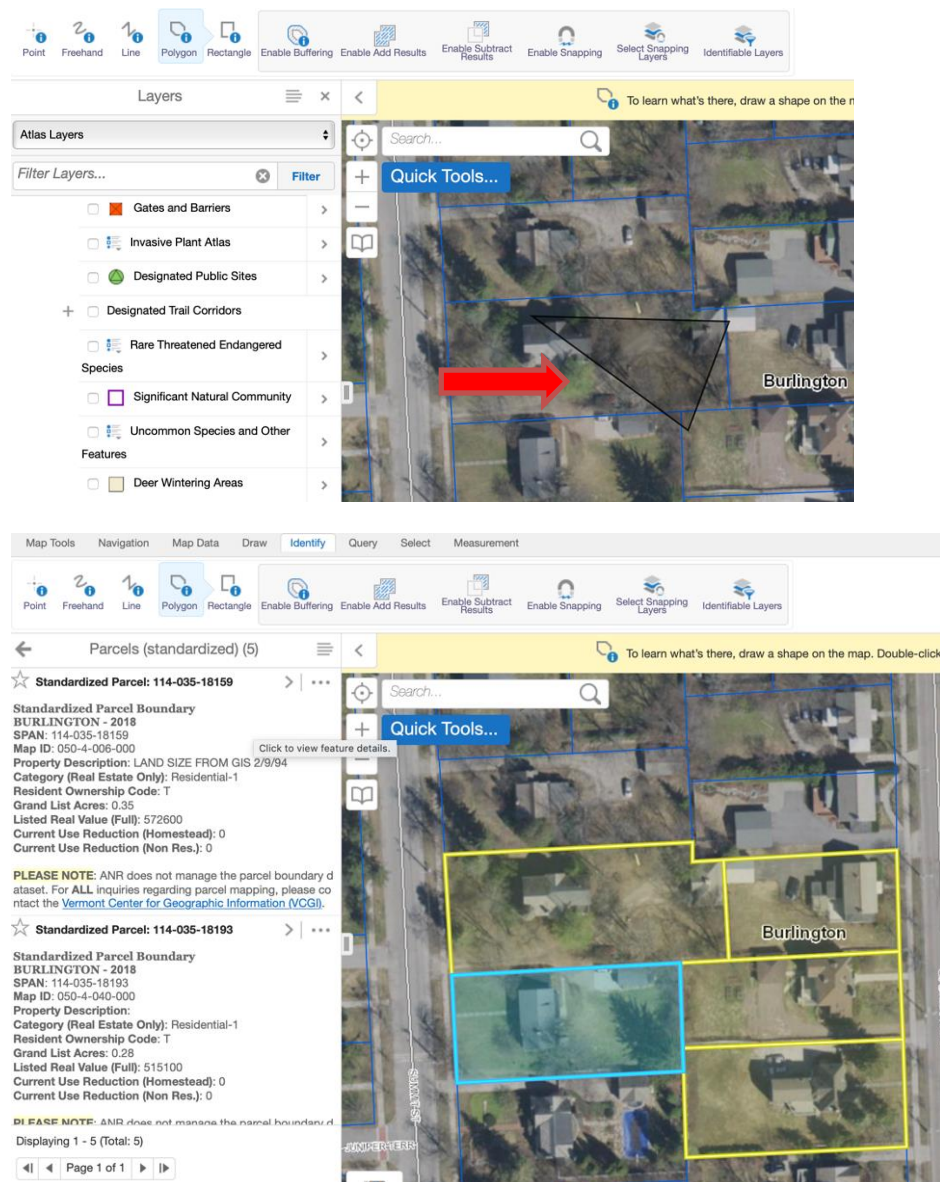 Point Freehand Line Polygon Rectangle Enable Buffering Enable Add Results Enable Subtract Results Enable Snapping Select Snapping Layers Identifiable Layers
Layers
To learn what's there, draw a shape on the m
Atlas Layers
Search...
Filter Layers...
Filter
Quick Tools...
Gates and Barriers
Invasive Plant Atlas
Designated Public Sites
Designated Trail Corridors
Rare Threatened Endangered
Species
Significant Natural Community
Burlington
Uncommon Species and Other
Features
Deer Wintering Areas
Map Tools Navigation Map Data Draw Identify Query Select Measurement
Point Freehand Line Polygon Rectangle Enable Buffering Enable Add Results Enable Subtract Results Enable Snapping Select Snapping Layers Identifiable Layers
Parcels (standardized) (5)
To learn what's there, draw a shape on the map. Double-click
Standardized Parcel: 114-035-18159
Search...
Standardized Parcel Boundary
BURLINGTON - 2018
Quick Tools...
SPAN: 114-035-18159
Map ID: 050-4-006-000
Click to view feature details.
Property Description: LAND SIZE FROM GIS 2/9/94
Category (Real Estate Only): Residential-1
Resident Ownership Code: T
Grand List Acres: 0.35
Listed Real Value (Full): 572600
Current Use Reduction (Homestead): 0
Current Use Reduction (Non Res.): 0
PLEASE NOTE: ANR does not manage the parcel boundary d
ataset. For ALL inquiries regarding parcel mapping, please co
ntact the Vermont Center for Geographic Information (VCGI).
Standardized Parcel: 114-035-18193
Burlington
Standardized Parcel Boundary
BURLINGTON - 2018
SPAN: 114-035-18193
Map ID: 050-4-040-000
Property Description:
Category (Real Estate Only): Residential-1
Resident Ownership Code: T
Grand List Acres: 0.28
Listed Real Value (Full): 515100
Current Use Reduction (Homestead): 0
Current Use Reduction (Non Res.): 0
PLEASE NOTE: ANR does not manage the parcel boundary d
Displaying 1 - 5 (Total: 5)
SUMMIT ST
JUNIPER TERR
Page 1 of 1